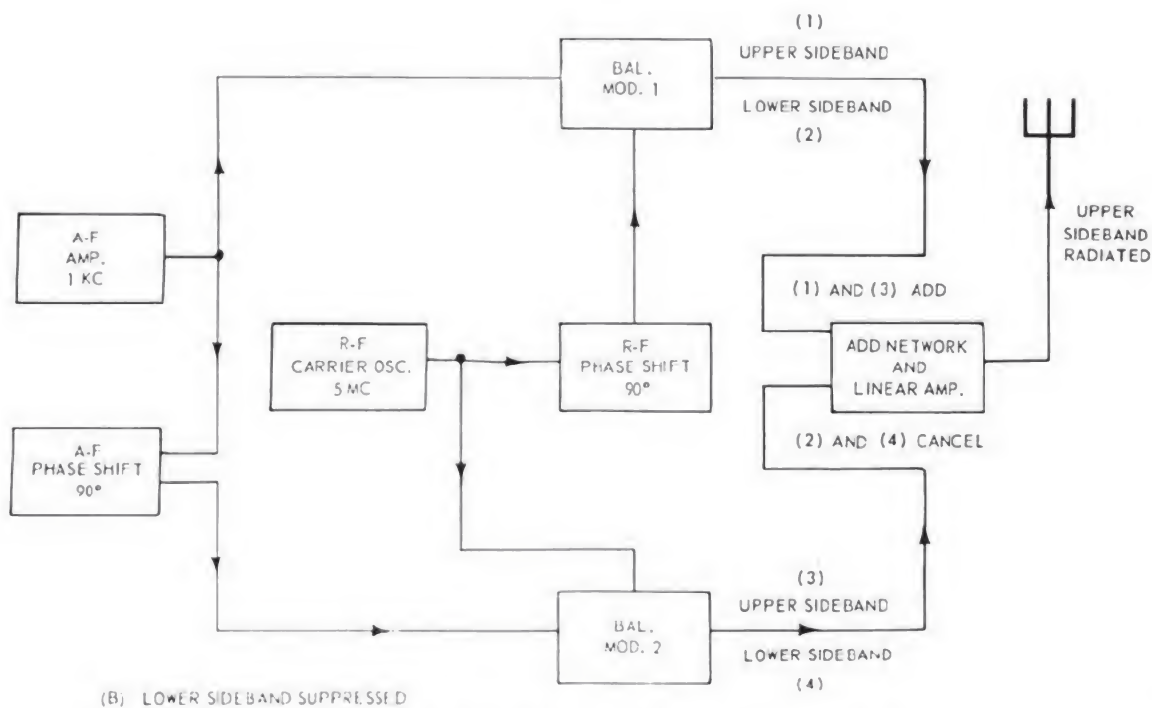 (1)
UPPER SIDEBAND
BAL.
MOD. 1
LOWER SIDEBAND
(2)
A-F
AMP.
1 KC
UPPER
SIDEBAND
RADIATED
(1) AND (3) ADD
R-F
CARRIER OSC.
5 MC
R-F
PHASE SHIFT
90°
ADD NETWORK
AND
LINEAR AMP.
(2) AND (4) CANCEL
A-F
PHASE SHIFT
90°
(3)
UPPER SIDEBAND
BAL.
MOD. 2
LOWER SIDEBAND
(4)
(B) LOWER SIDEBAND SUPPRESSED